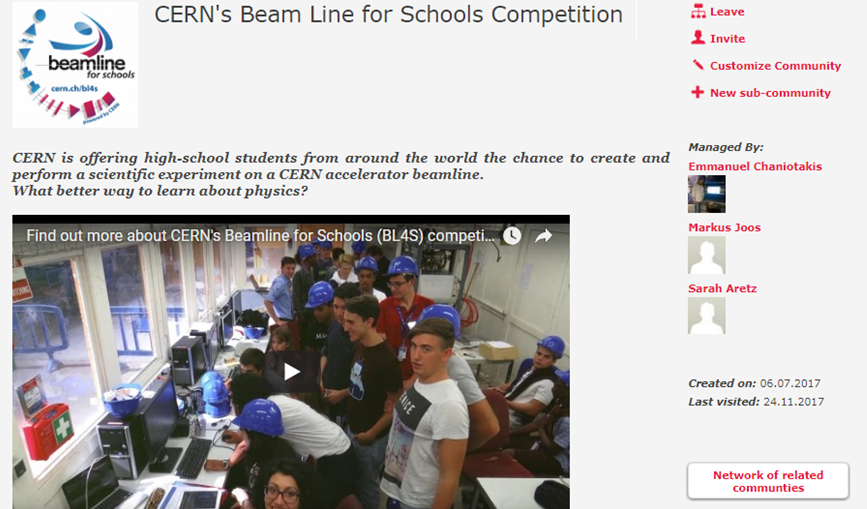 CERN's Beam Line for Schools Competition
beamline
for schools
cern.ch/bl4s
powered by CERN
CERN is offering high-school students from around the world the chance to create and
perform a scientific experiment on a CERN accelerator beamline.
What better way to learn about physics?
Find out more about CERN's Beamline for Schools (BL4S) competi...
Leave
Invite
Customize Community
New sub-community
Managed By:
Emmanuel Chaniotakis
Markus Joos
Sarah Aretz
Created on: 06.07.2017
Last visited: 24.11.2017
Network of related
communties